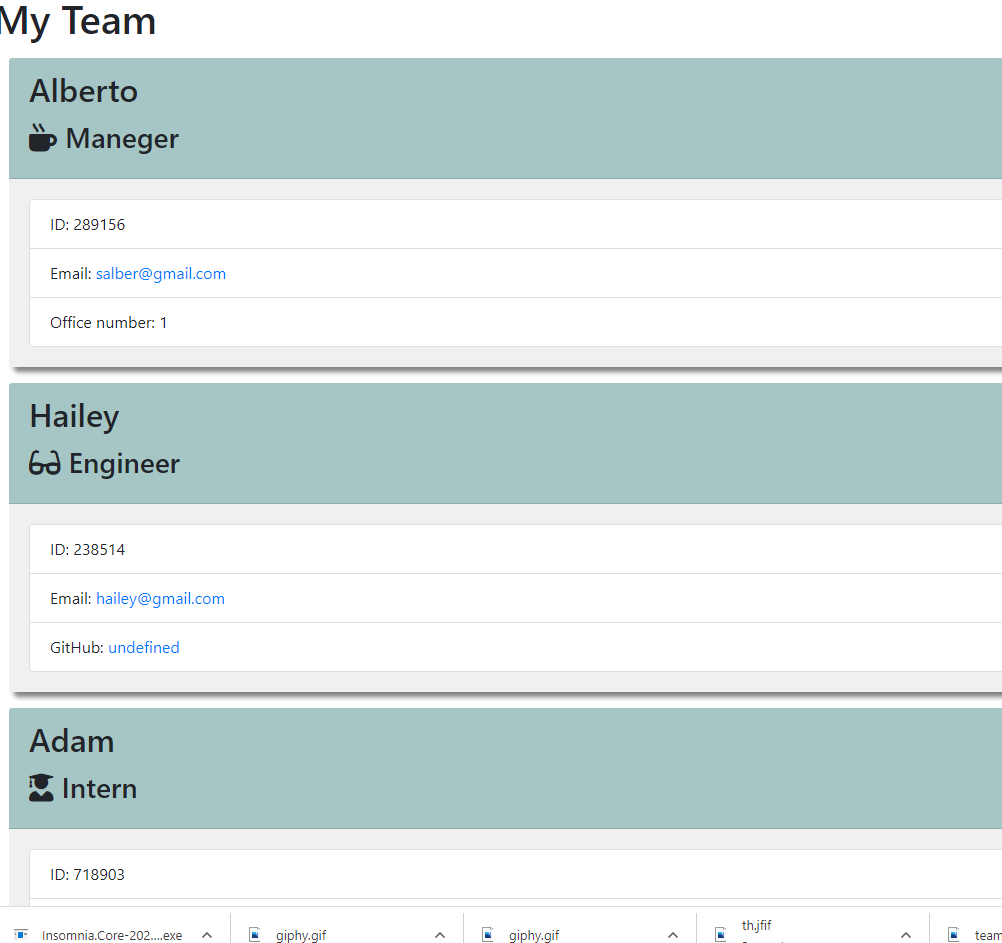 My Team
Alberto
Maneger
ID: 289156
Email: salber@gmail.com
Office number: 1
Hailey
Engineer
ID: 238514
Email: hailey@gmail.com
GitHub: undefined
Adam
Intern
ID: 718903
Insomnia.Core-202....exe
giphy.gif
giphy.gif
th.jfif
team